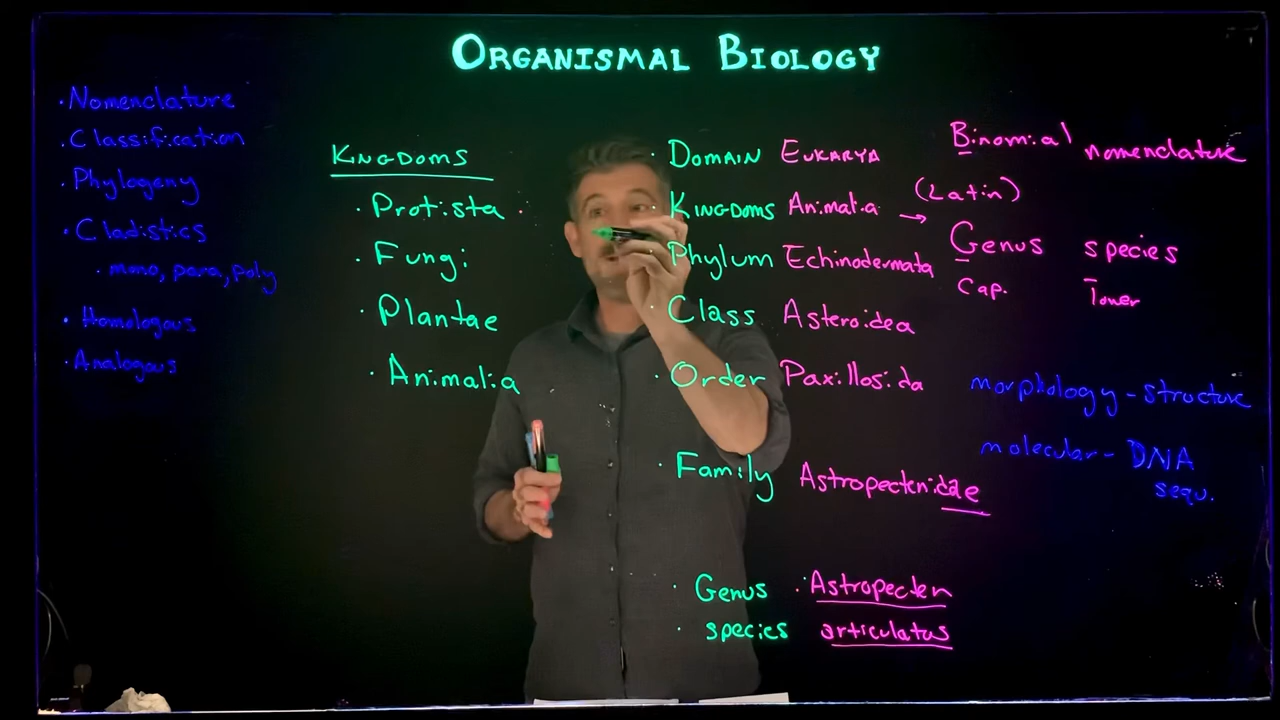 ORGANISMAL BIOLOGY
· Nomenclature
· Classification
· Phylogeny
· Cladistics
· mono, para, poly
· Homologous
· Analogous
KINGDOMS
· Protista ·
· Fungi
· Plantae
· Animalia
· DOMAIN EUKARYA
· KINGDOMS Animalia
Phylum Echinodermata
· Class Asteroidea
· Order Paxillosida
· Family Astropectenidae
· Genus · Astropecten
· species articulatus
Binomial nomenclature
(Latin)
→ Genus species
Cap. lower
morphology - structure
molecular - DNA
sequ.